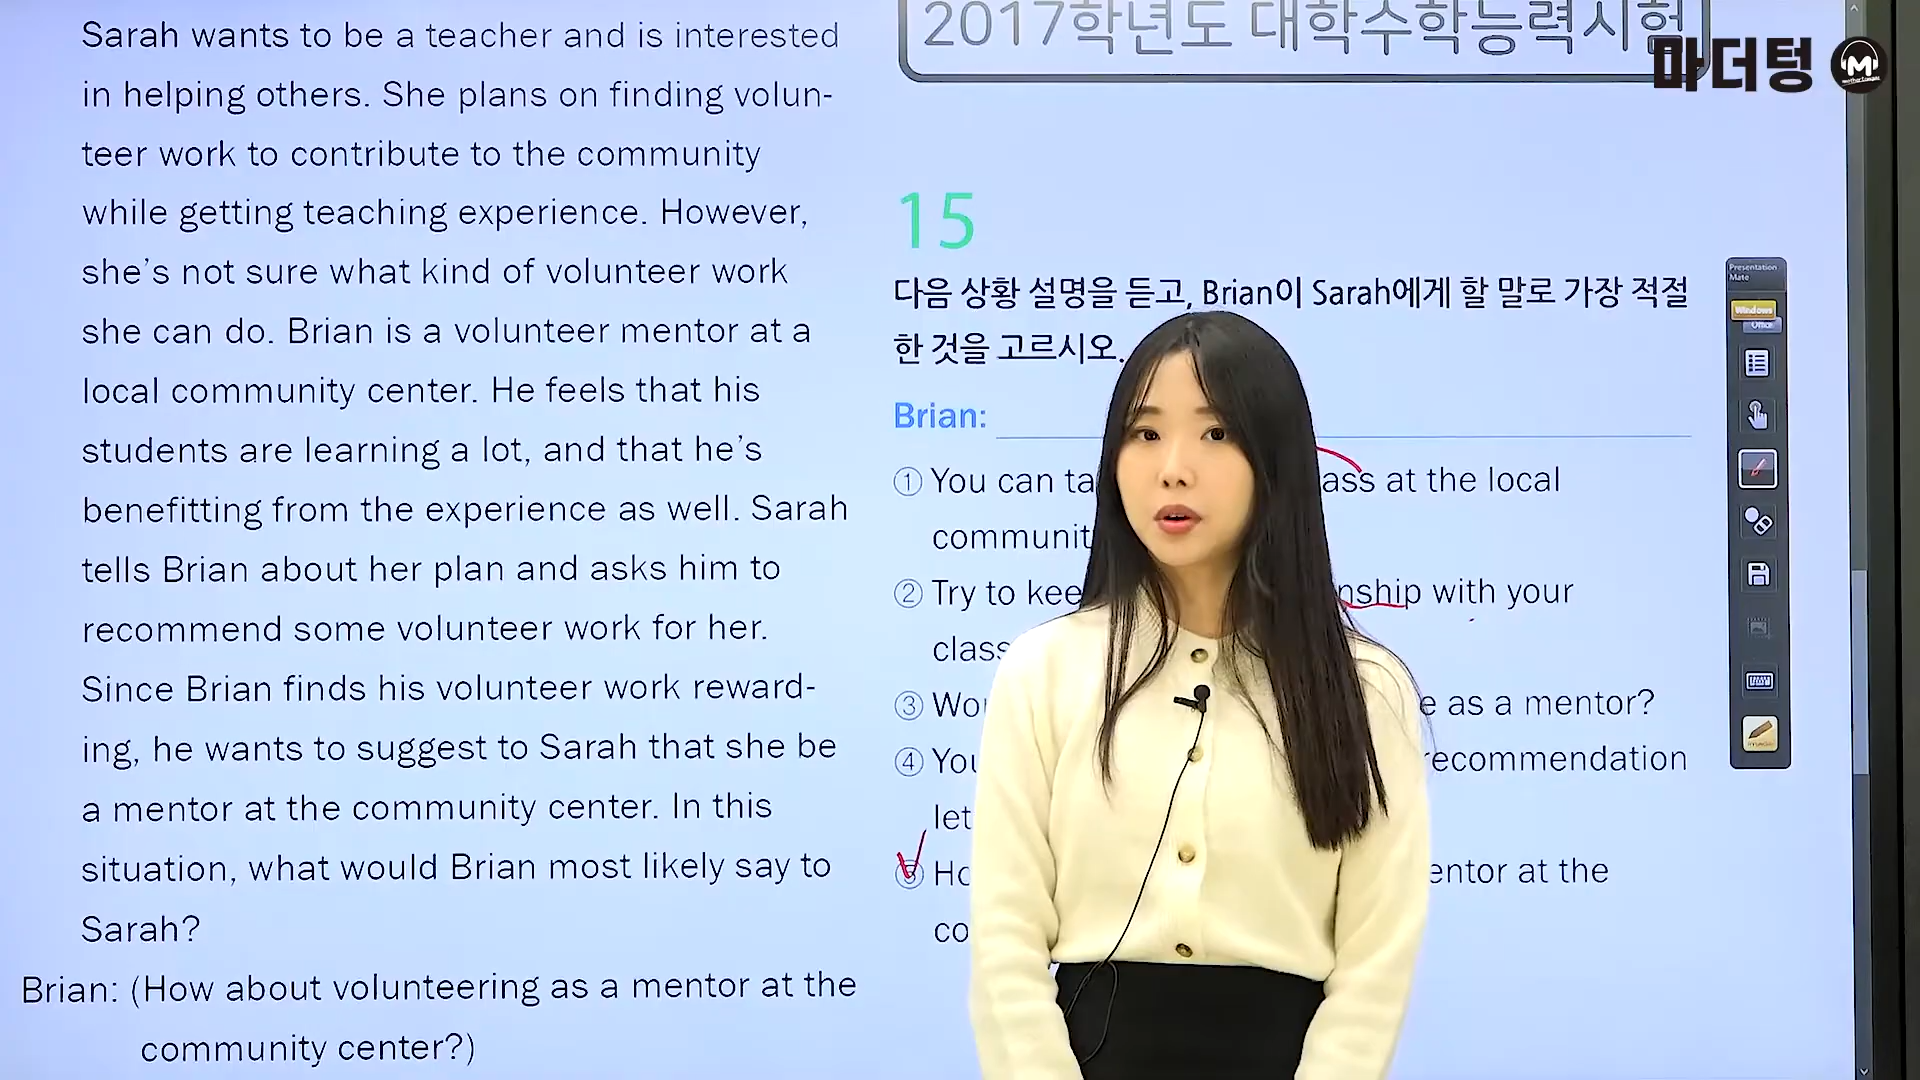 Sarah wants to be a teacher and is interested
in helping others. She plans on finding volun-
teer work to contribute to the community
while getting teaching experience. However,
she's not sure what kind of volunteer work
she can do. Brian is a volunteer mentor at a
local community center. He feels that his
students are learning a lot, and that he's
benefitting from the experience as well. Sarah
tells Brian about her plan and asks him to
recommend some volunteer work for her.
Since Brian finds his volunteer work reward-
ing, he wants to suggest to Sarah that she be
a mentor at the community center. In this
situation, what would Brian most likely say to
Sarah?
Brian: (How about volunteering as a mentor at the
community center?)
2017학년도 대학수학능력시험
마더텅
M
15
다음 상황 설명을 듣고, Brian이 Sarah에게 할 말로 가장 적절
한 것을 고르시오.
Brian:
① You can ta ass at the local
communit
② Try to kee nship with your
class
③ Wo e as a mentor?
④ You recommendation
let
⑤ Ho entor at the
co
Presentation
Mate
Windows
Office